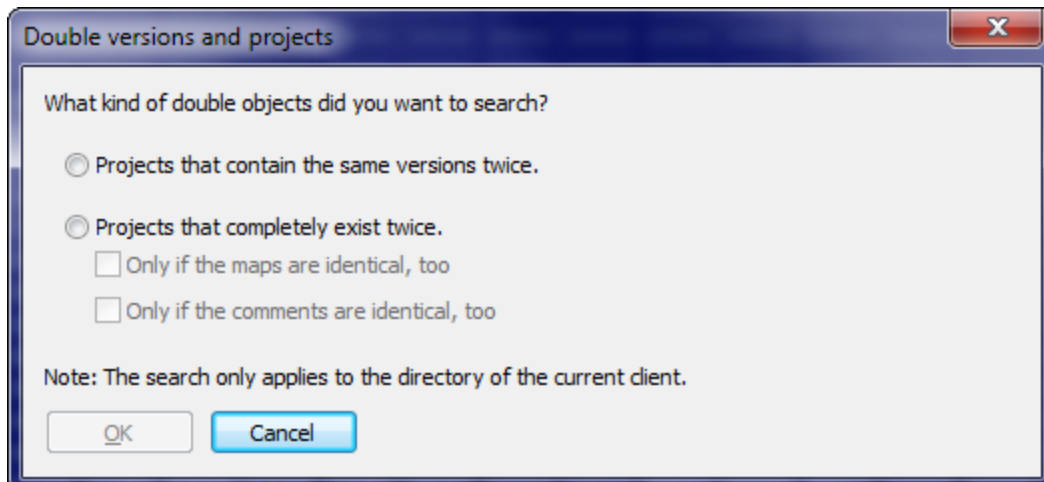 Double versions and projects
What kind of double objects did you want to search?
Projects that contain the same versions twice.
Projects that completely exist twice.
Only if the maps are identical, too
Only if the comments are identical, too
Note: The search only applies to the directory of the current client.
OK Cancel